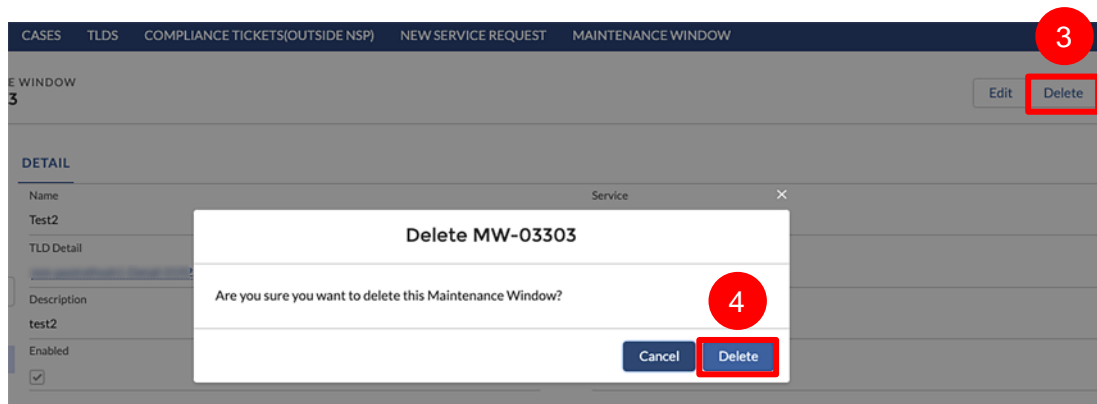 CASES TLDS COMPLIANCE TICKETS(OUTSIDE NSP) NEW SERVICE REQUEST MAINTENANCE WINDOW
3
E WINDOW
3
Edit Delete
DETAIL
Name Service
Test2
Delete MW-03303
TLD Detail
Are you sure you want to delete this Maintenance Window?
4
Description
test2
Enabled
Cancel Delete